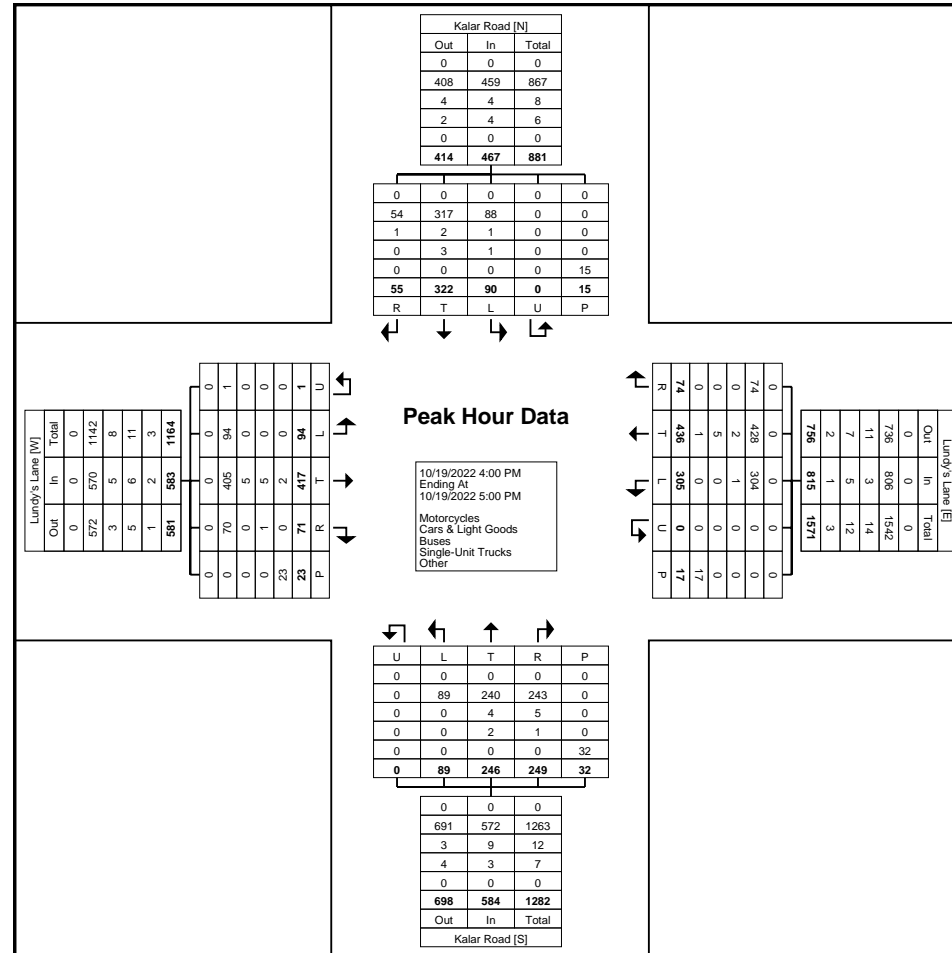 Kalar Road [N]
Out In Total
0 0 0
408 459 867
4 4 8
2 4 6
0 0 0
414 467 881
0 0 0 0 0
54 317 88 0 0
1 2 1 0 0
0 3 1 0 0
0 0 0 0 15
55 322 90 0 15
R T L U P
U L T R P
1 94 417 71 23
0 0 2 0 23
0 0 5 1 0
0 0 5 0 0
1 94 405 70 0
0 0 0 0 0
1164 583 581
3 2 1
11 6 5
8 5 3
1142 570 572
0 0 0
Total In Out
Lundy's Lane [W]
Peak Hour Data
10/19/2022 4:00 PM
Ending At
10/19/2022 5:00 PM
Motorcycles
Cars & Light Goods
Buses
Single-Unit Trucks
Other
Lundy's Lane [E]
Out In Total
0 0 0
736 806 1542
11 3 14
7 5 12
2 1 3
756 815 1571
0 0 0 0 0
74 428 304 0 0
0 2 1 0 0
0 5 0 0 0
0 1 0 0 17
74 436 305 0 17
R T L U P
U L T R P
0 0 0 0 0
0 89 240 243 0
0 0 4 5 0
0 0 2 1 0
0 0 0 0 32
0 89 246 249 32
0 0 0
691 572 1263
3 9 12
4 3 7
0 0 0
698 584 1282
Out In Total
Kalar Road [S]